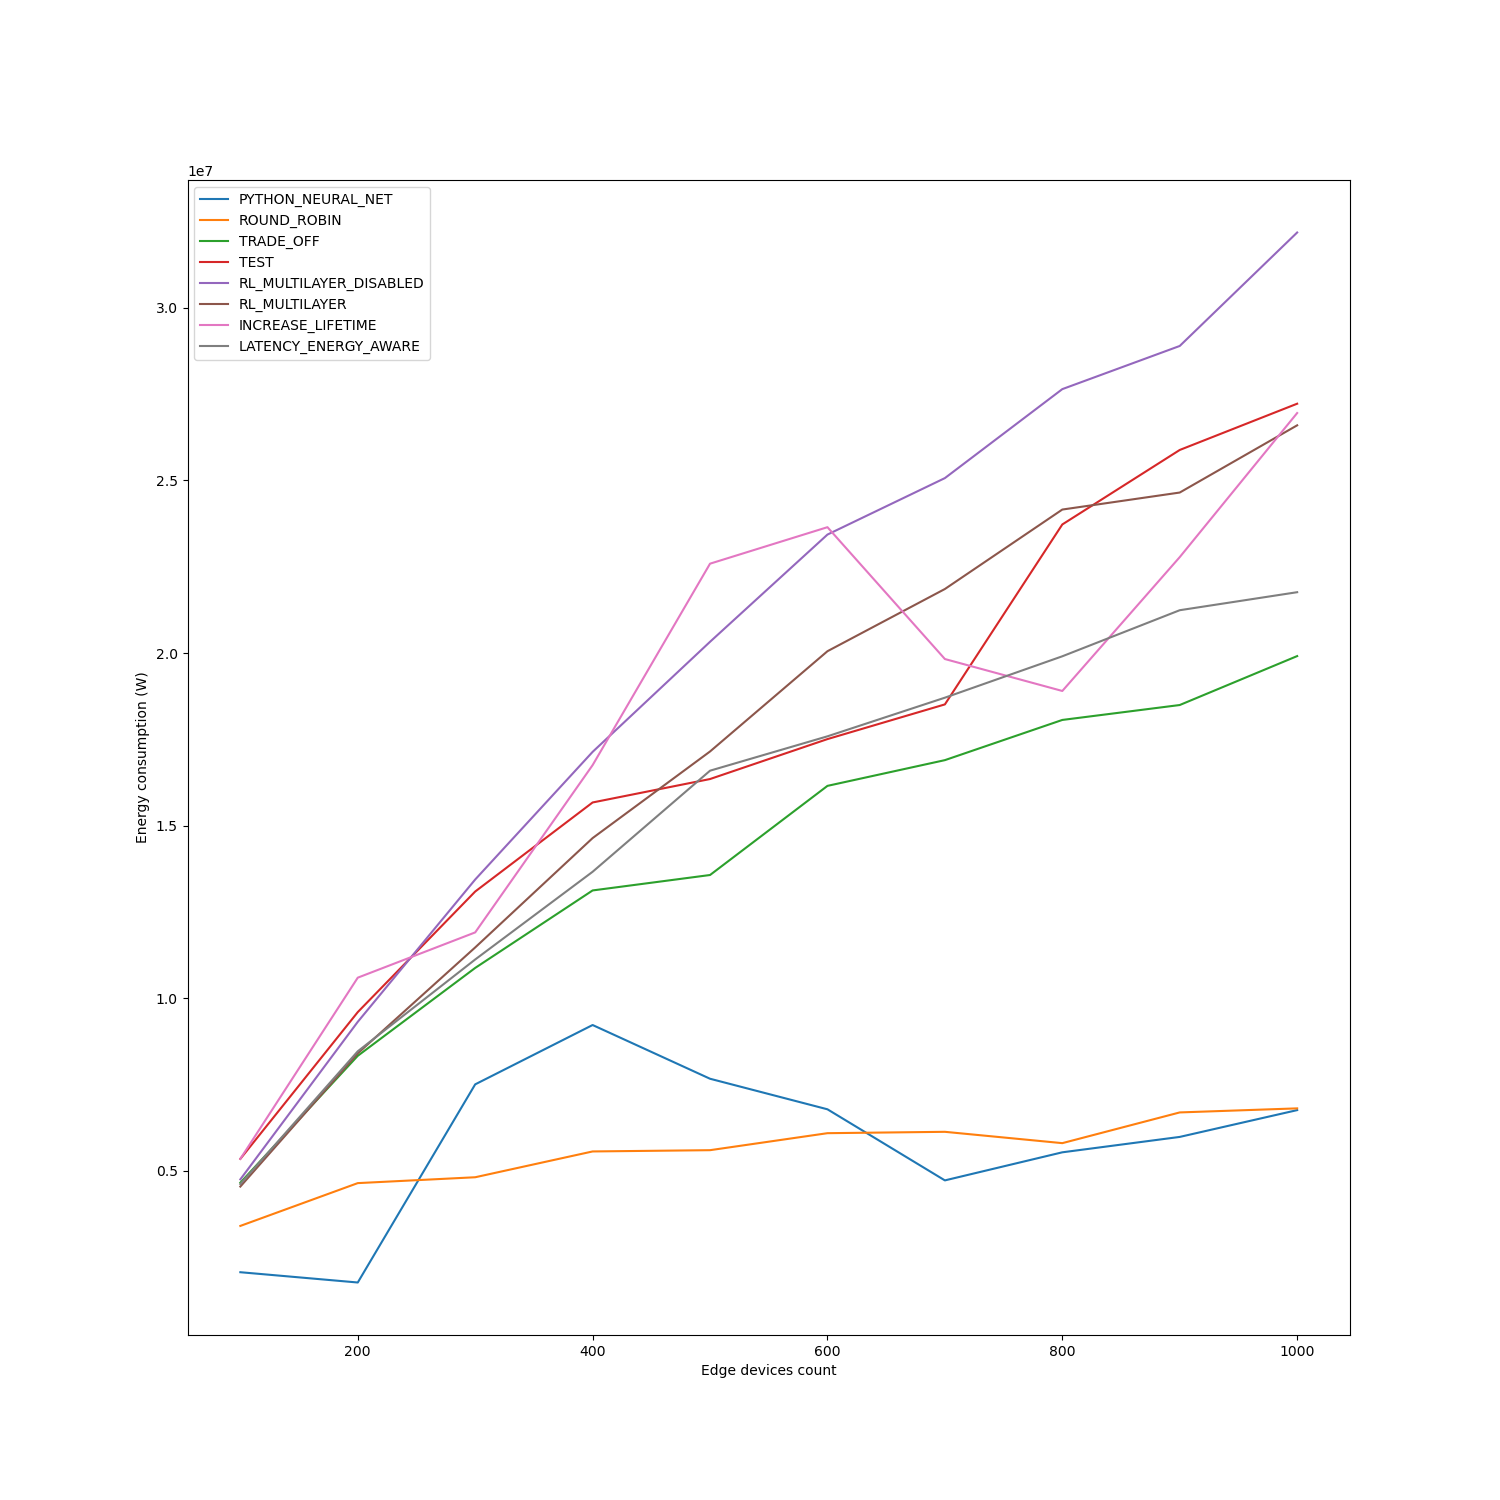 1e7
PYTHON_NEURAL_NET
ROUND_ROBIN
TRADE_OFF
TEST
RL_MULTILAYER_DISABLED
RL_MULTILAYER
INCREASE_LIFETIME
LATENCY_ENERGY_AWARE
3.0
2.5
2.0
1.5
1.0
0.5
Energy consumption (W)
200 400 600 800 1000
Edge devices count